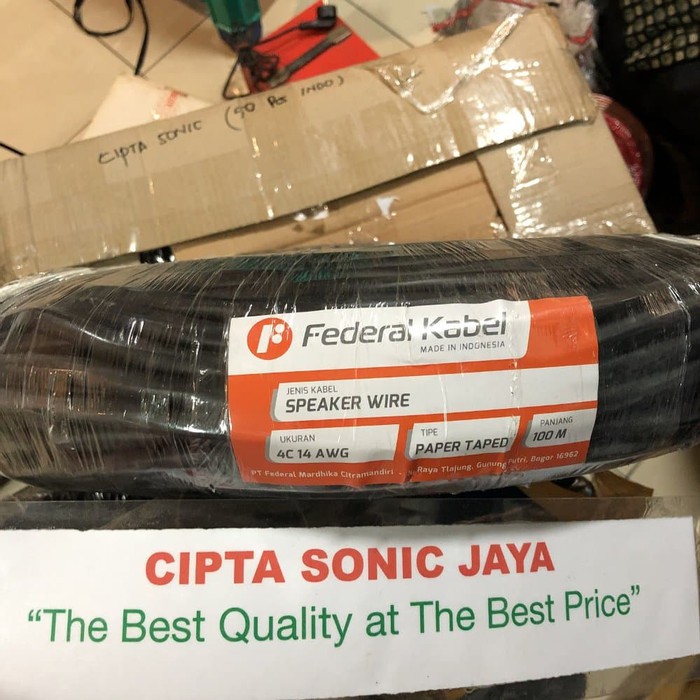 CIPTA SONIC (50 PCS INDO)
Federal Kabel
MADE IN INDONESIA
JENIS KABEL
SPEAKER WIRE
UKURAN
4C 14 AWG
TIPE
PAPER TAPED
PANJANG
100 M
PT Federal Mardhika Citramandiri . Raya Tlajung, Gunung Putri, Bogor 16962
CIPTA SONIC JAYA
“The Best Quality at The Best Price”